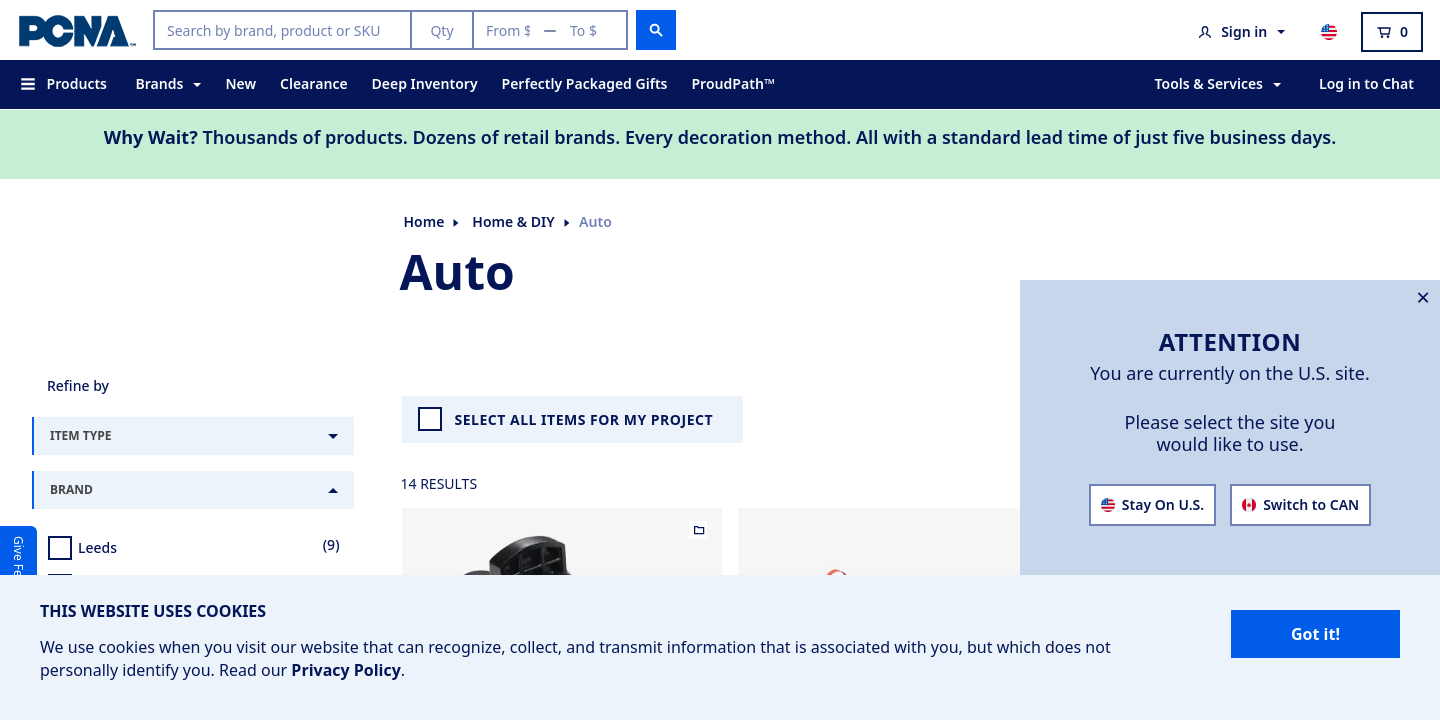 PCNA
Search by brand, product or SKU
Qty
From $ — To $
Sign in
0
Products
Brands
New
Clearance
Deep Inventory
Perfectly Packaged Gifts
ProudPath™
Tools & Services
Log in to Chat
Why Wait? Thousands of products. Dozens of retail brands. Every decoration method. All with a standard lead time of just five business days.
Home
Home & DIY
Auto
Auto
ATTENTION
You are currently on the U.S. site.
Please select the site you
would like to use.
Stay On U.S.
Switch to CAN
Refine by
ITEM TYPE
BRAND
Leeds
(9)
SELECT ALL ITEMS FOR MY PROJECT
14 RESULTS
Give
THIS WEBSITE USES COOKIES
We use cookies when you visit our website that can recognize, collect, and transmit information that is associated with you, but which does not
personally identify you. Read our Privacy Policy.
Got it!